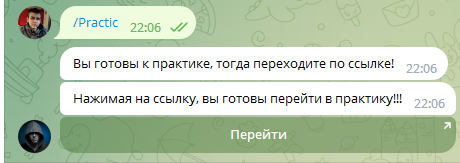 /Practic 22:06
Вы готовы к практике, тогда переходите по ссылке! 22:06
Нажимая на ссылку, вы готовы перейти в практику!!! 22:06
Перейти